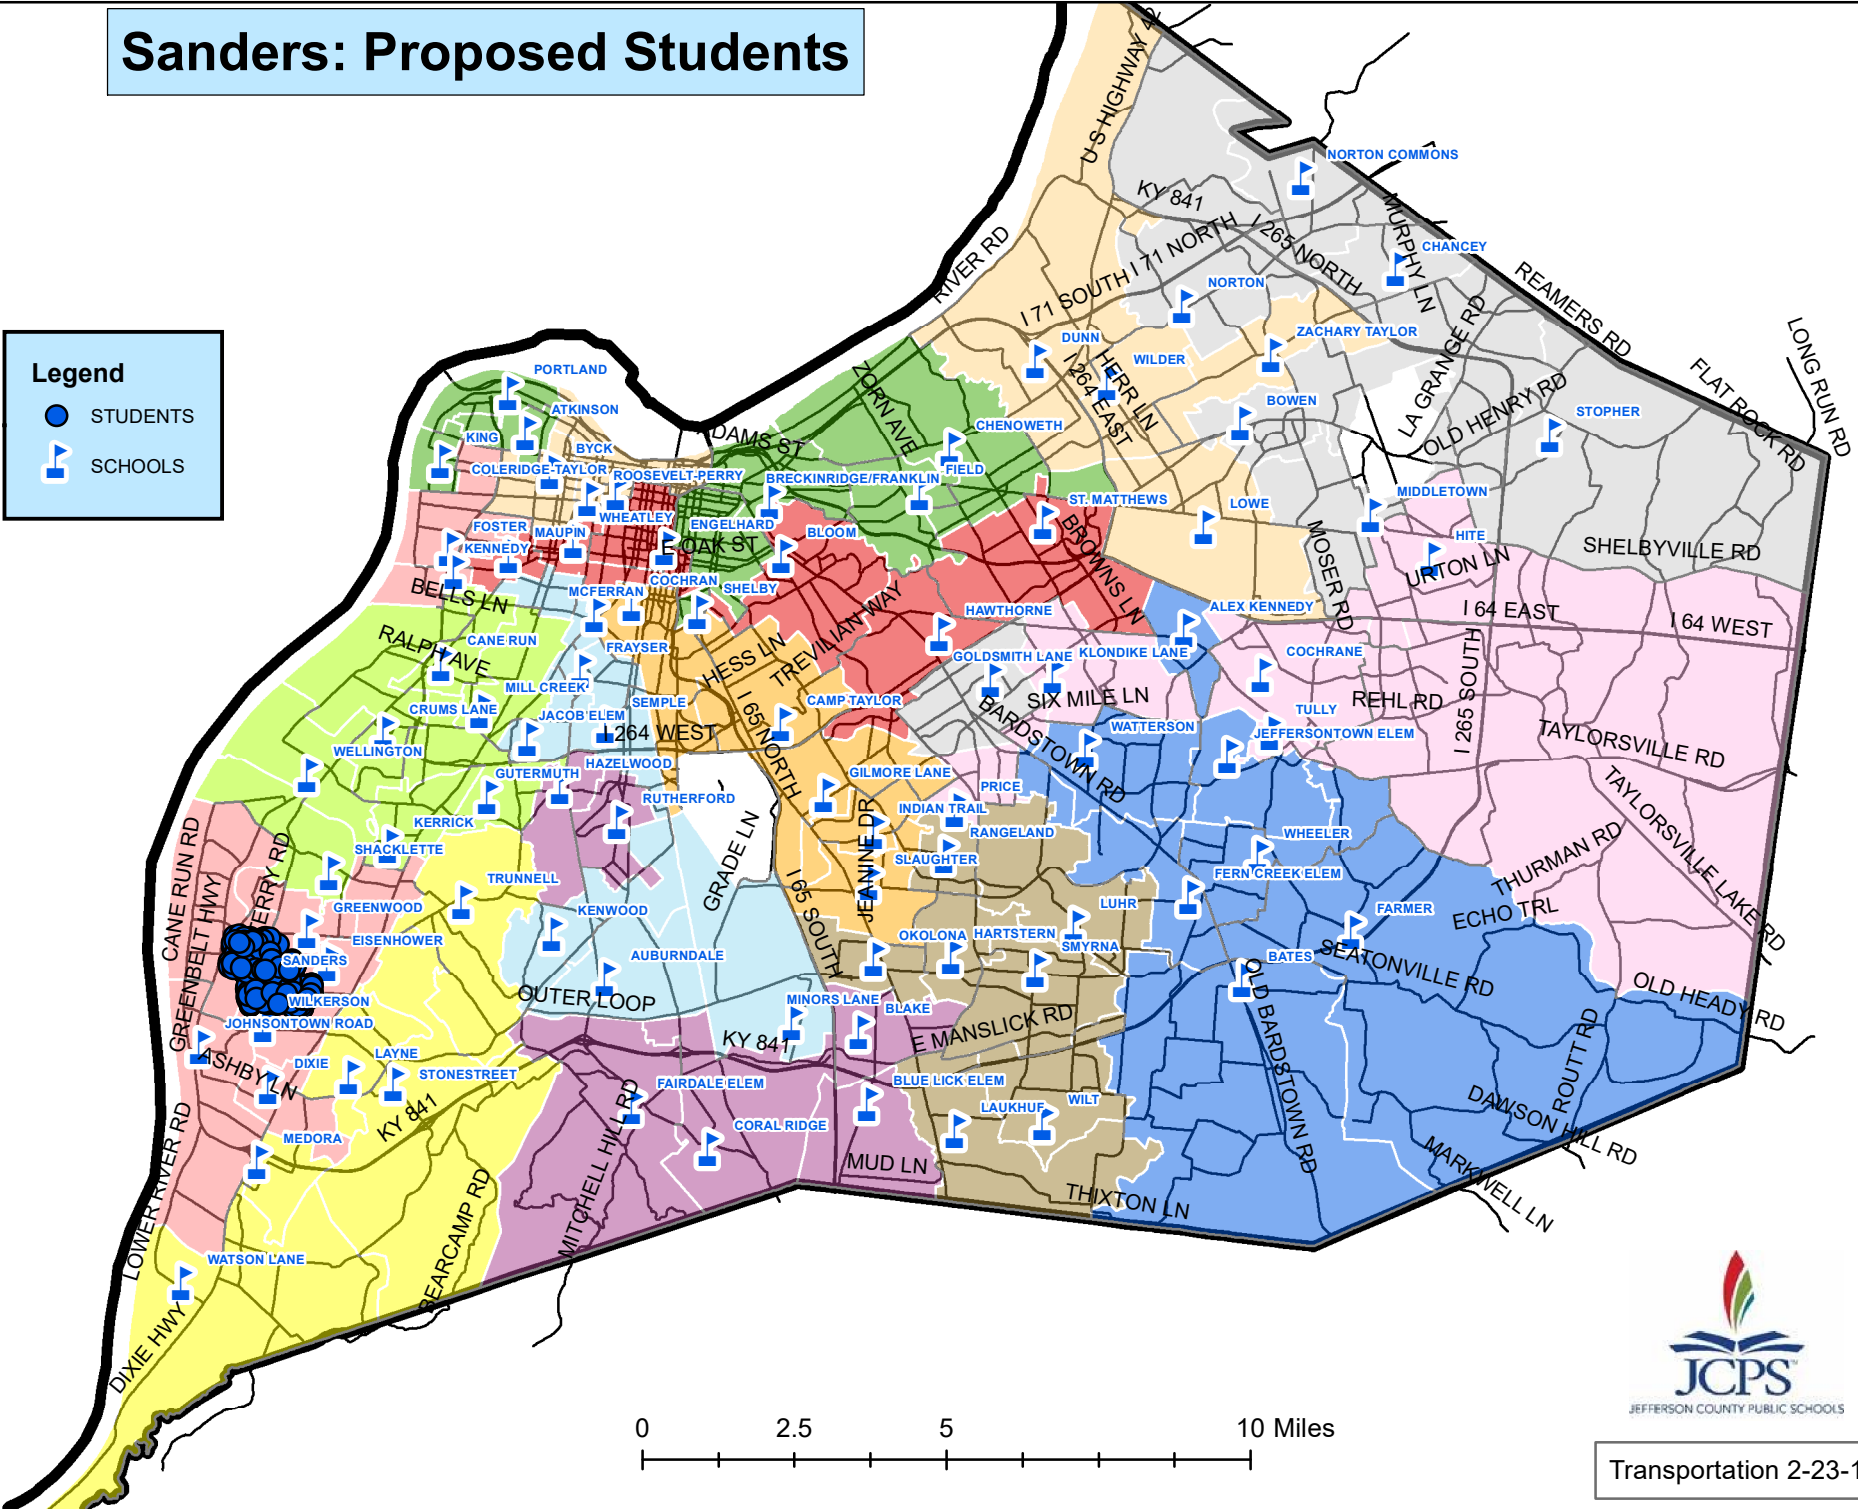 Sanders: Proposed Students
Legend
STUDENTS
SCHOOLS
U S HIGHWAY 42
NORTON COMMONS
KY 841
MURPHY LN
I 71 NORTH
I 265 NORTH
CHANCEY
RIVER RD
REAMERS RD
I 71 SOUTH
NORTON
LONG RUN RD
ZACHARY TAYLOR
LA GRANGE RD
DUNN
WILDER
HERR LN
I 264 EAST
FLAT ROCK RD
PORTLAND
ZORN AVE
OLD HENRY RD
BOWEN
STOPHER
ATKINSON
CHENOWETH
KING
ADAMS ST
BYCK
COLERIDGE-TAYLOR
ROOSEVELT-PERRY
BRECKINRIDGE/FRANKLIN
FIELD
ST. MATTHEWS
LOWE
MIDDLETOWN
FOSTER
MAUPIN
WHEATLEY
ENGELHARD
BLOOM
BROWNS LN
MOSER RD
HITE
SHELBYVILLE RD
KENNEDY
E OAK ST
URTON LN
BELLS LN
MCFERRAN
COCHRAN
SHELBY
TREVILIAN WAY
HAWTHORNE
ALEX KENNEDY
I 64 EAST
I 64 WEST
RALPH AVE
CANE RUN
FRAYSER
HESS LN
GOLDSMITH LANE
KLONDIKE LANE
COCHRANE
MILL CREEK
SEMPLE
I 65 NORTH
CAMP TAYLOR
BARDSTOWN RD
SIX MILE LN
REHL RD
I 265 SOUTH
CRUMS LANE
JACOB ELEM
TULLY
WATTERSON
I 264 WEST
JEFFERSONTOWN ELEM
TAYLORSVILLE RD
WELLINGTON
HAZELWOOD
GUTERMUTH
GILMORE LANE
PRICE
TAYLORSVILLE LAKE RD
RUTHERFORD
INDIAN TRAIL
CANE RUN RD
KERRICK
GRADE LN
JEANINE DR
RANGELAND
WHEELER
THURMAN RD
TERRY RD
SHACKLETTE
SLAUGHTER
GREENBELT HWY
TRUNNELL
I 65 SOUTH
FERN CREEK ELEM
GREENWOOD
KENWOOD
LUHR
FARMER
ECHO TRL
EISENHOWER
OKOLONA
HARTSTERN
SMYRNA
SANDERS
AUBURNDALE
BATES
SEATONVILLE RD
OLD HEADY RD
WILKERSON
OUTER LOOP
MINORS LANE
BLAKE
JOHNSONTOWN ROAD
E MANSLICK RD
OLD BARDSTOWN RD
ROUTT RD
KY 841
ASHBY LN
DIXIE
LAYNE
STONESTREET
FAIRDALE ELEM
BLUE LICK ELEM
WILT
DAWSON HILL RD
LAUKHUF
KY 841
CORAL RIDGE
MEDORA
LOWER RIVER RD
MITCHELL HILL RD
MUD LN
MARKWELL LN
BEARCAMP RD
THIXTON LN
WATSON LANE
DIXIE HWY
JCPS
JEFFERSON COUNTY PUBLIC SCHOOLS
0 2.5 5 10 Miles
Transportation 2-23-1